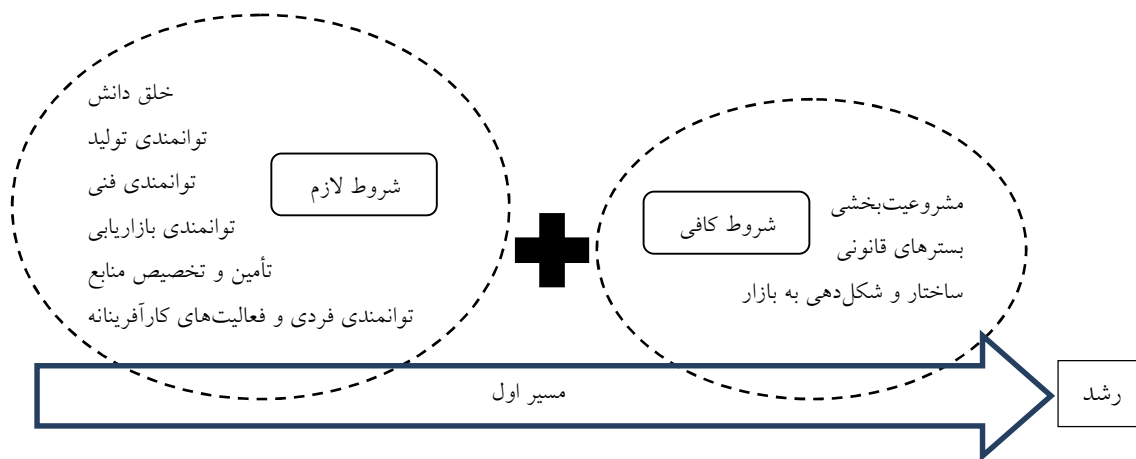 خلق دانش
توانمندی تولید
توانمندی فنی
توانمندی بازاریابی
تأمین و تخصیص منابع
توانمندی فردی و فعالیت‌های کارآفرینانه
شروط لازم
شروط کافی
مشروعیت‌بخشی
بسترهای قانونی
ساختار و شکل‌دهی به بازار
مسیر اول
رشد